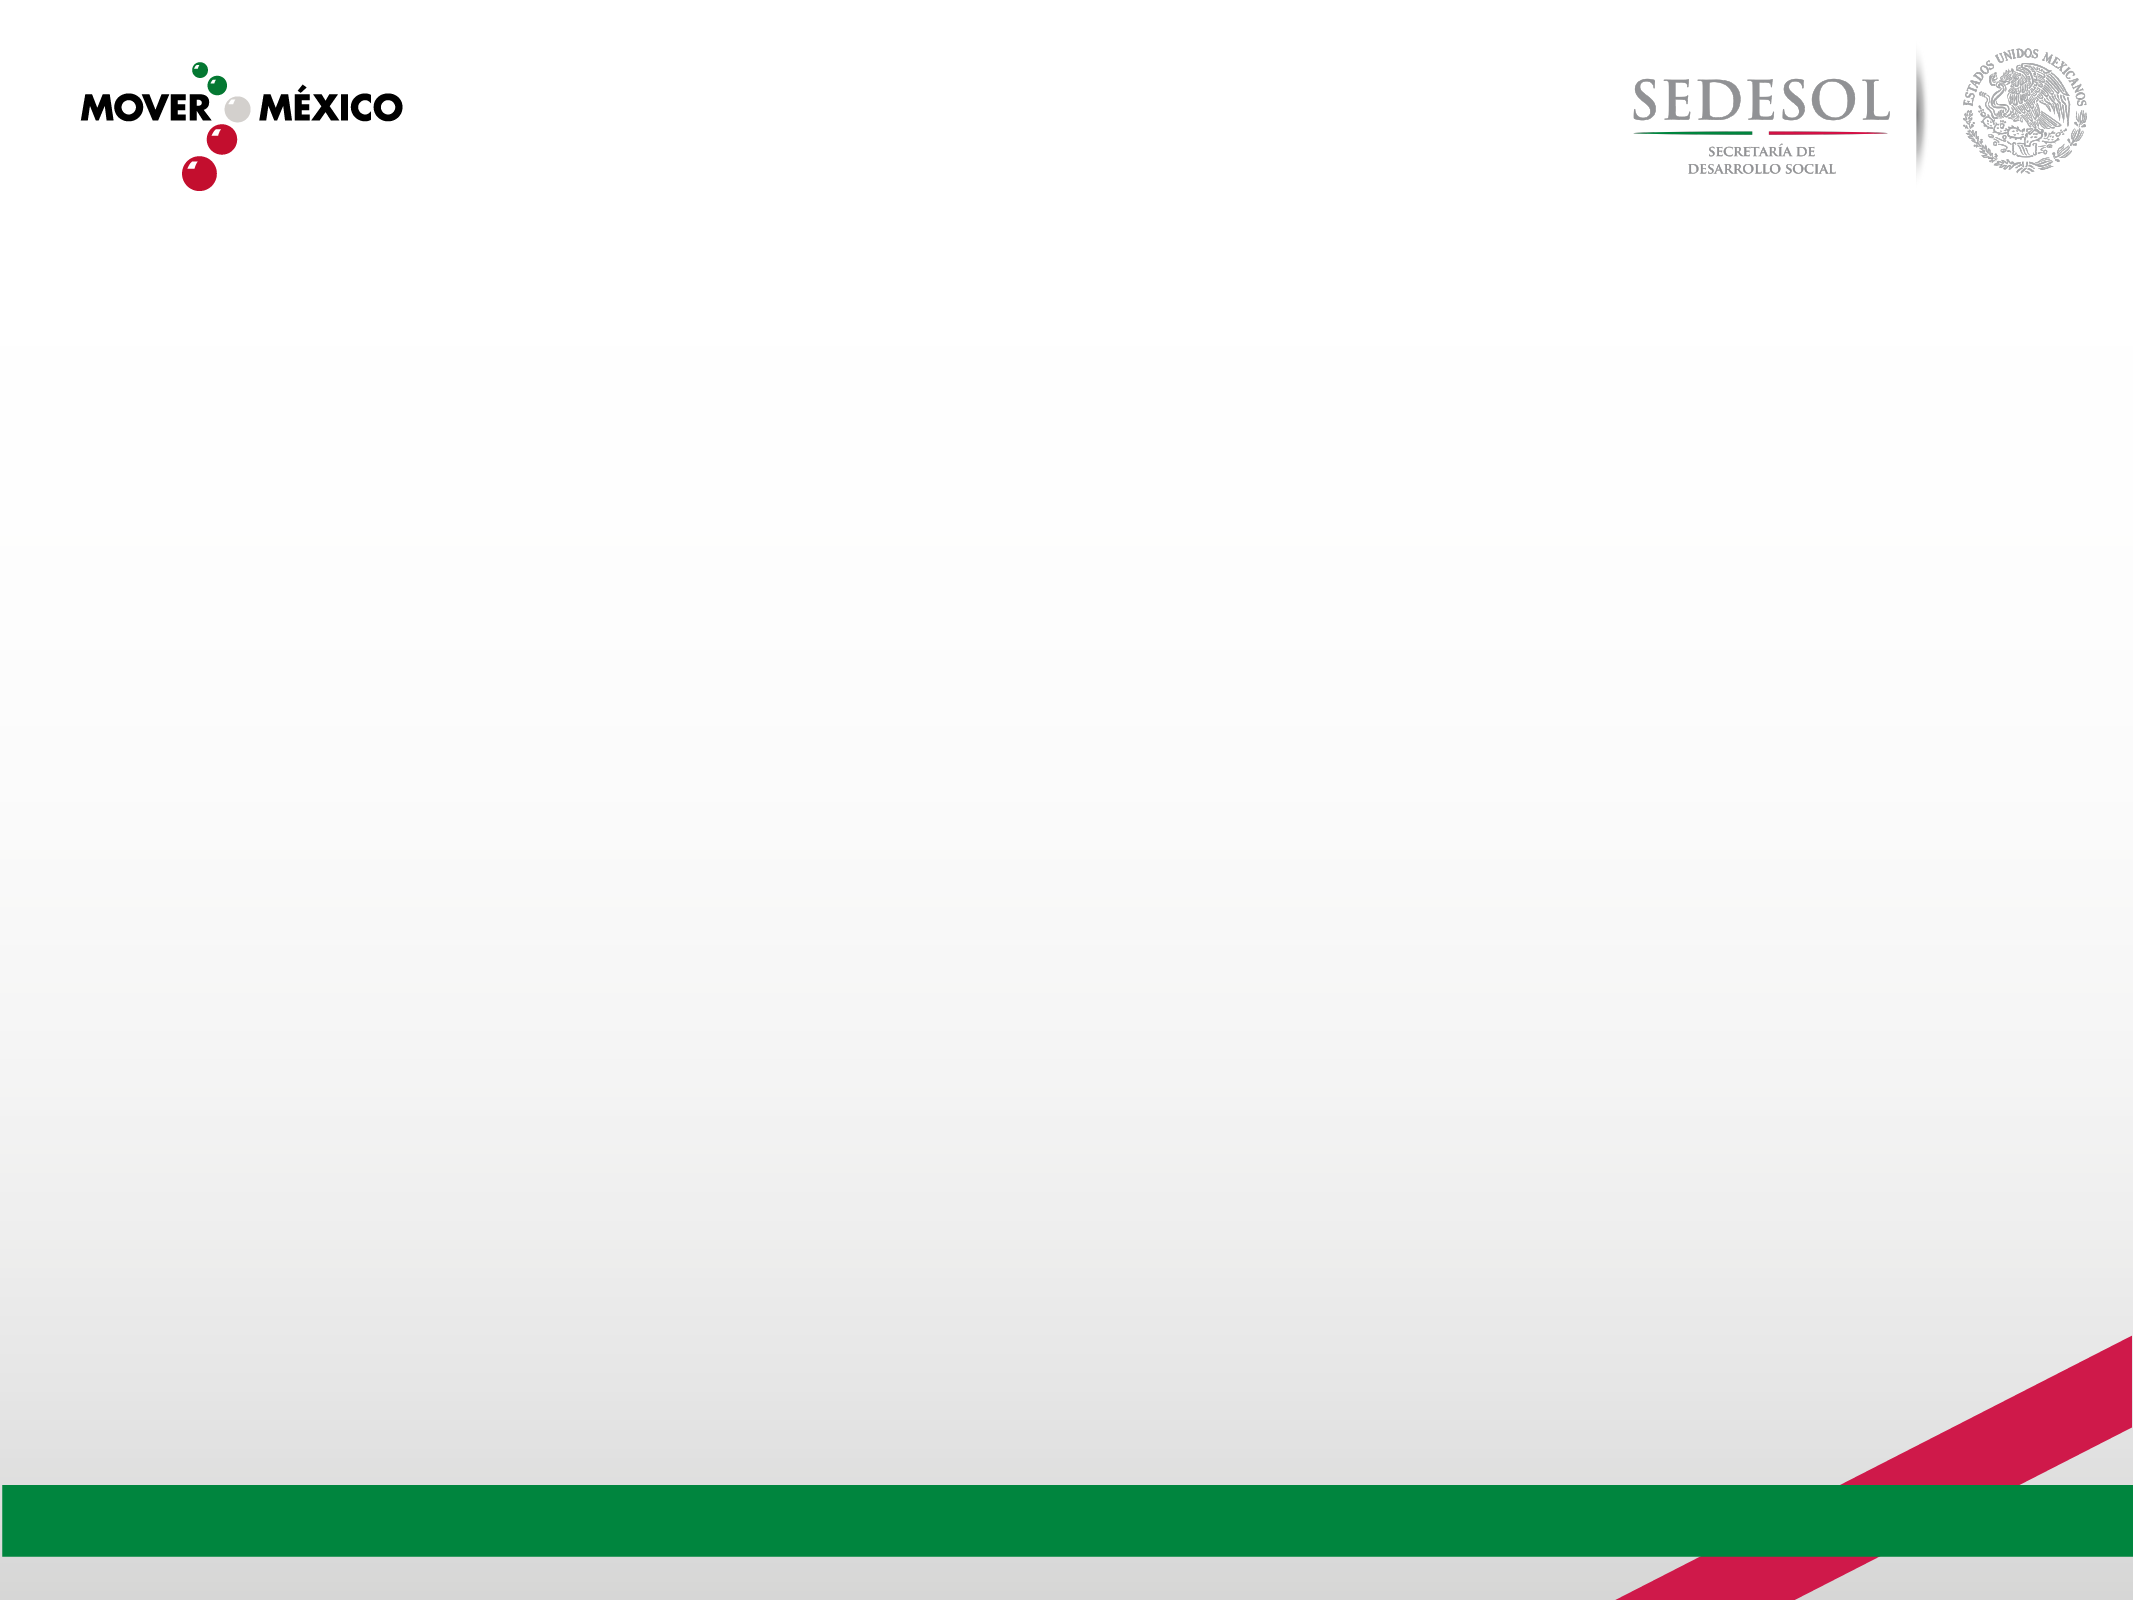 MOVER MÉXICO
SEDESOL
SECRETARÍA DE
DESARROLLO SOCIAL
ESTADOS UNIDOS MEXICANOS